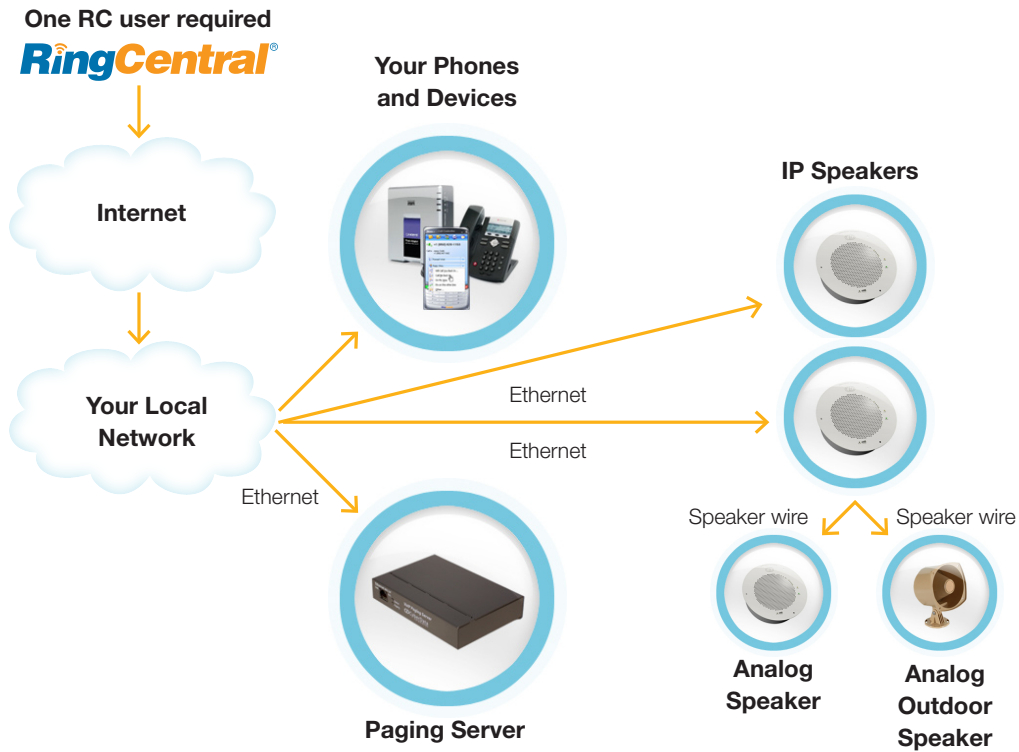 One RC user required
RingCentral®
Your Phones
and Devices
IP Speakers
Internet
Your Local
Network
Ethernet
Ethernet
Ethernet
Speaker wire
Speaker wire
Paging Server
Analog
Speaker
Analog
Outdoor
Speaker